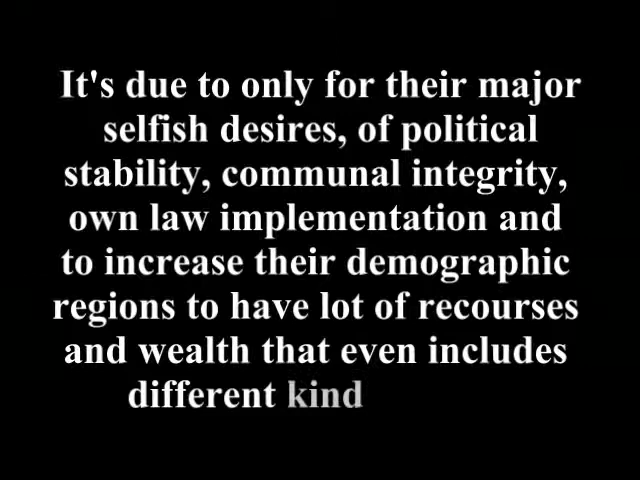 It's due to only for their major
selfish desires, of political
stability, communal integrity,
own law implementation and
to increase their demographic
regions to have lot of recourses
and wealth that even includes
different kind